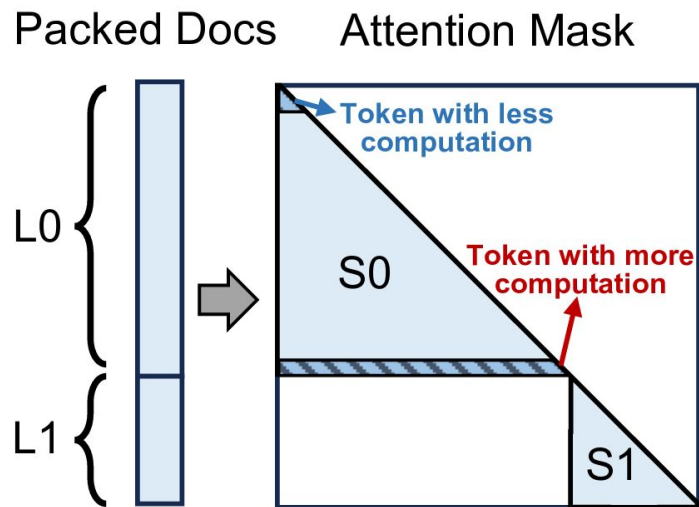 Packed Docs
Attention Mask
Token with less
computation
L0
S0
Token with more
computation
L1
S1